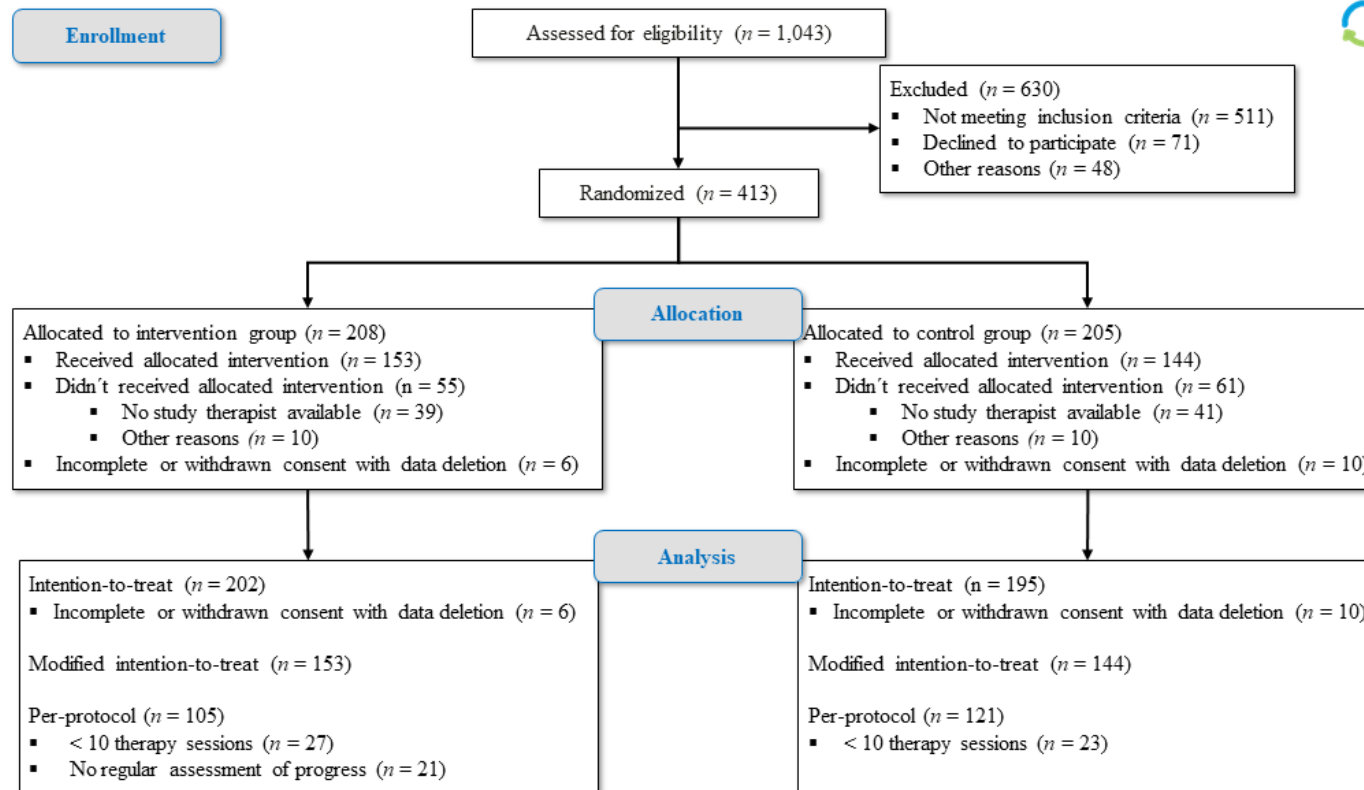 Enrollment
Assessed for eligibility (n = 1,043)
Excluded (n = 630)
▪ Not meeting inclusion criteria (n = 511)
▪ Declined to participate (n = 71)
▪ Other reasons (n = 48)
Randomized (n = 413)
Allocation
Allocated to intervention group (n = 208)
▪ Received allocated intervention (n = 153)
▪ Didn´t received allocated intervention (n = 55)
▪ No study therapist available (n = 39)
▪ Other reasons (n = 10)
▪ Incomplete or withdrawn consent with data deletion (n = 6)
Allocated to control group (n = 205)
▪ Received allocated intervention (n = 144)
▪ Didn´t received allocated intervention (n = 61)
▪ No study therapist available (n = 41)
▪ Other reasons (n = 10)
▪ Incomplete or withdrawn consent with data deletion (n = 10)
Analysis
Intention-to-treat (n = 202)
▪ Incomplete or withdrawn consent with data deletion (n = 6)
Modified intention-to-treat (n = 153)
Per-protocol (n = 105)
▪ < 10 therapy sessions (n = 27)
▪ No regular assessment of progress (n = 21)
Intention-to-treat (n = 195)
▪ Incomplete or withdrawn consent with data deletion (n = 10)
Modified intention-to-treat (n = 144)
Per-protocol (n = 121)
▪ < 10 therapy sessions (n = 23)